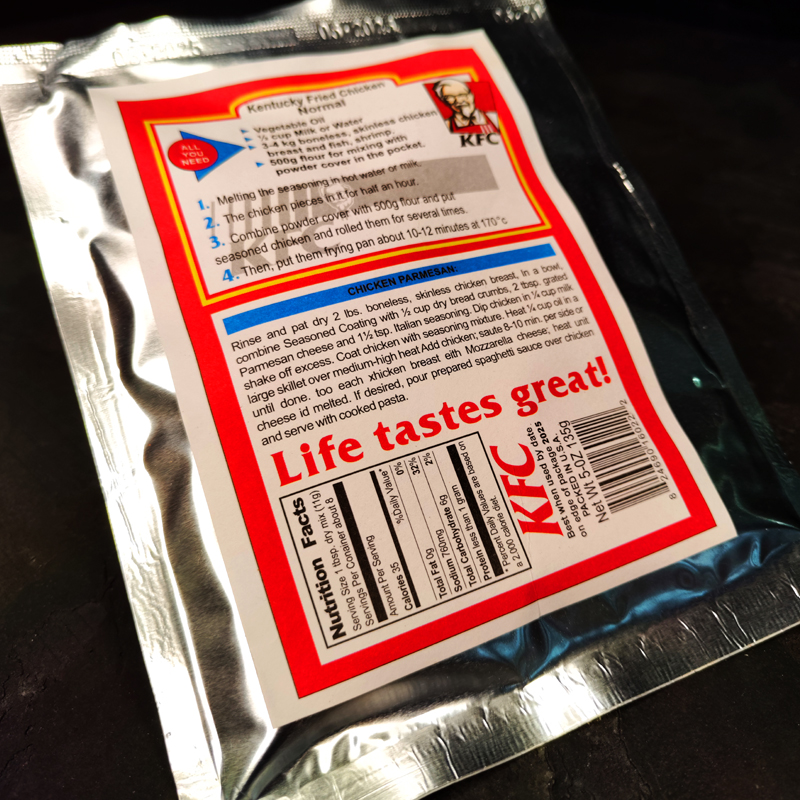 Kentucky Fried Chicken
Normal
ALL
YOU
NEED
Vegetable Oil
½ cup Milk or Water
3-4 kg boneless, skinless chicken
breast and fish, shrimp.
500g flour for mixing with
powder cover in the pocket.
KFC
1. Melting the seasoning in hot water or milk.
2. The chicken pieces in it for half an hour.
3. Combine powder cover with 500g flour and put
seasoned chicken and rolled them for several times.
4. Then, put them frying pan about 10-12 minutes at 170°c
CHICKEN PARMESAN:
Rinse and pat dry 2 lbs. boneless, skinless chicken breast, In a bowl,
combine Seasoned Coating with ½ cup dry bread crumbs, 2 tbsp. grated
Parmesan cheese and 1½ tsp. Italian seasoning. Dip chicken in ¼ cup milk
shake off excess. Coat chicken with seasoning mixture. Heat ¼ cup oil in a
large skillet over medium-high heat Add chicken; saute 8-10 min. per side or
until done. too each xhicken breast eith Mozzarella cheese; heat unit
cheese id melted. If desired, pour prepared spaghetti sauce over chicken
and serve with cooked pasta.
Life tastes great!
Nutrition Facts
Serving Size 1 tbsp. dry mix (11g)
Servings Per Conainer about 8
Amount Per Serving
Calories 35
%Daily Value
Total Fat 0g 0%
Sodium 760mg 32%
Total Carbohydrate 6g 2%
Protein less than 1 gram
* Percent Daily Values are based on
a 2,000 calorie diet.
KFC
Best when used by date
on edge of package 2025
PACKED IN U.S.A.
Net WT. 5-OZ 135g